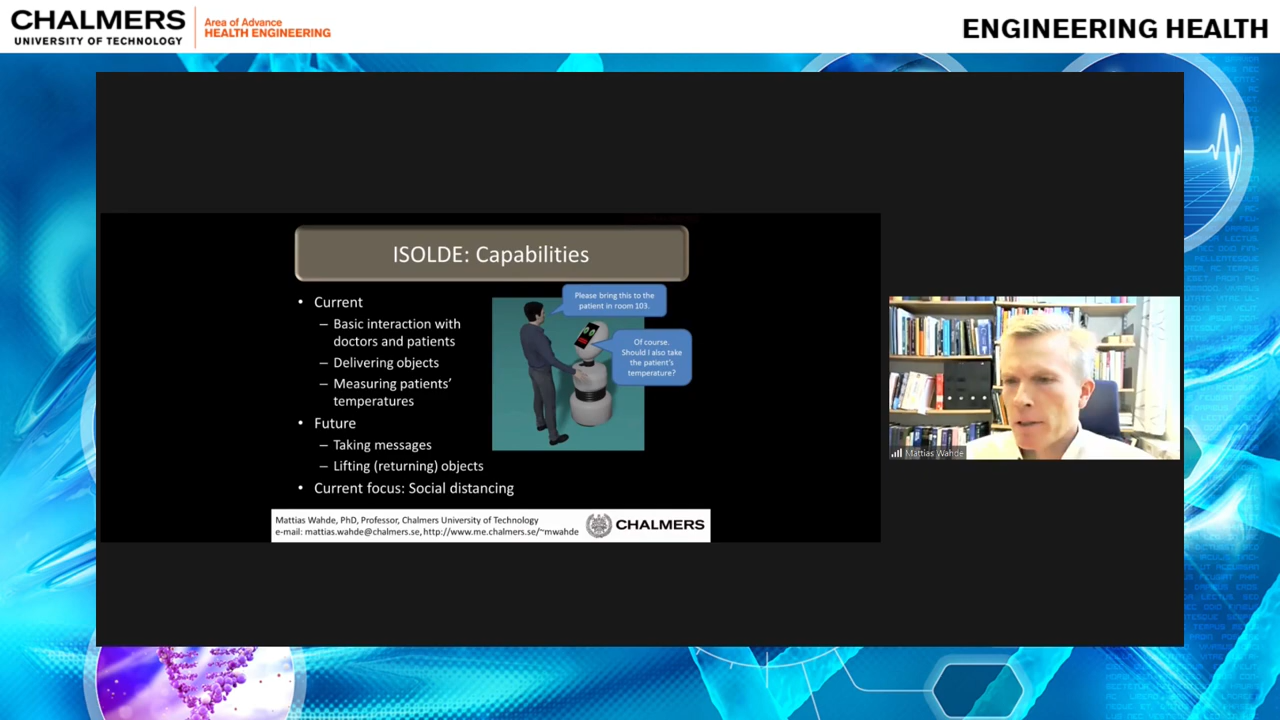 CHALMERS
UNIVERSITY OF TECHNOLOGY
Area of Advance
HEALTH ENGINEERING
ENGINEERING HEALTH
ISOLDE: Capabilities
• Current
– Basic interaction with
doctors and patients
– Delivering objects
– Measuring patients’
temperatures
• Future
– Taking messages
– Lifting (returning) objects
• Current focus: Social distancing
Please bring this to the
patient in room 103.
Of course.
Should I also take
the patient’s
temperature?
Mattias Wahde, PhD, Professor, Chalmers University of Technology
e-mail: mattias.wahde@chalmers.se, http://www.me.chalmers.se/~mwahde
CHALMERS
Mattias Wahde